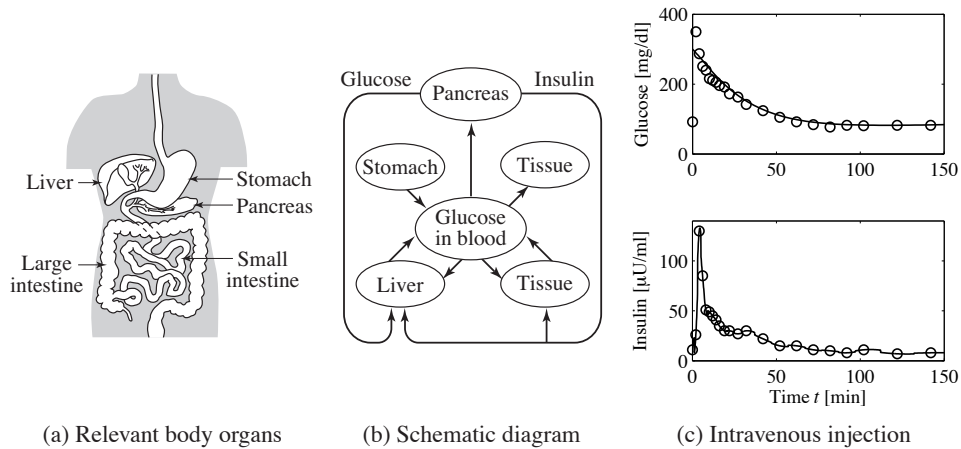 Liver
Stomach
Pancreas
Large
intestine
Small
intestine
(a) Relevant body organs
Glucose
Insulin
Pancreas
Stomach
Tissue
Glucose
in blood
Liver
Tissue
(b) Schematic diagram
Glucose [mg/dl]
400
200
0
0 50 100 150
Insulin [μU/ml]
100
50
0
0 50 100 150
Time t [min]
(c) Intravenous injection